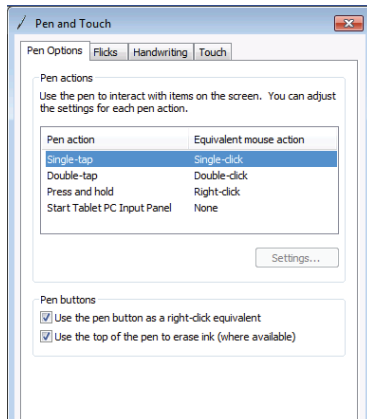 Pen and Touch
Pen Options Flicks Handwriting Touch
Pen actions
Use the pen to interact with items on the screen. You can adjust
the settings for each pen action.
Pen action Equivalent mouse action
Single-tap Single-click
Double-tap Double-click
Press and hold Right-click
Start Tablet PC Input Panel None
Settings...
Pen buttons
Use the pen button as a right-click equivalent
Use the top of the pen to erase ink (where available)